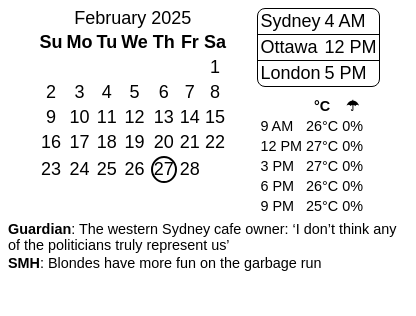 February 2025
Su Mo Tu We Th Fr Sa
1
2 3 4 5 6 7 8
9 10 11 12 13 14 15
16 17 18 19 20 21 22
23 24 25 26 27 28
Sydney 4 AM
Ottawa 12 PM
London 5 PM
°C ☂
9 AM 26°C 0%
12 PM 27°C 0%
3 PM 27°C 0%
6 PM 26°C 0%
9 PM 25°C 0%
Guardian: The western Sydney cafe owner: ‘I don’t think any
of the politicians truly represent us’
SMH: Blondes have more fun on the garbage run